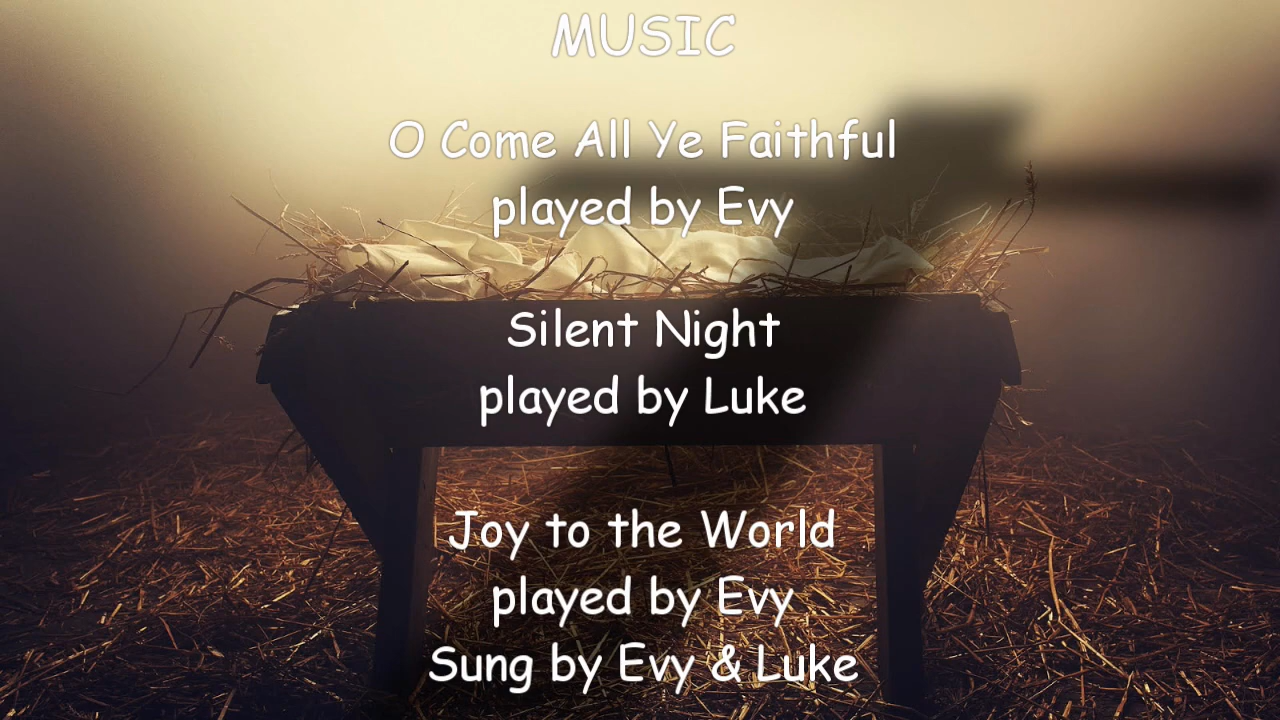 MUSIC
O Come All Ye Faithful
played by Evy
Silent Night
played by Luke
Joy to the World
played by Evy
Sung by Evy & Luke